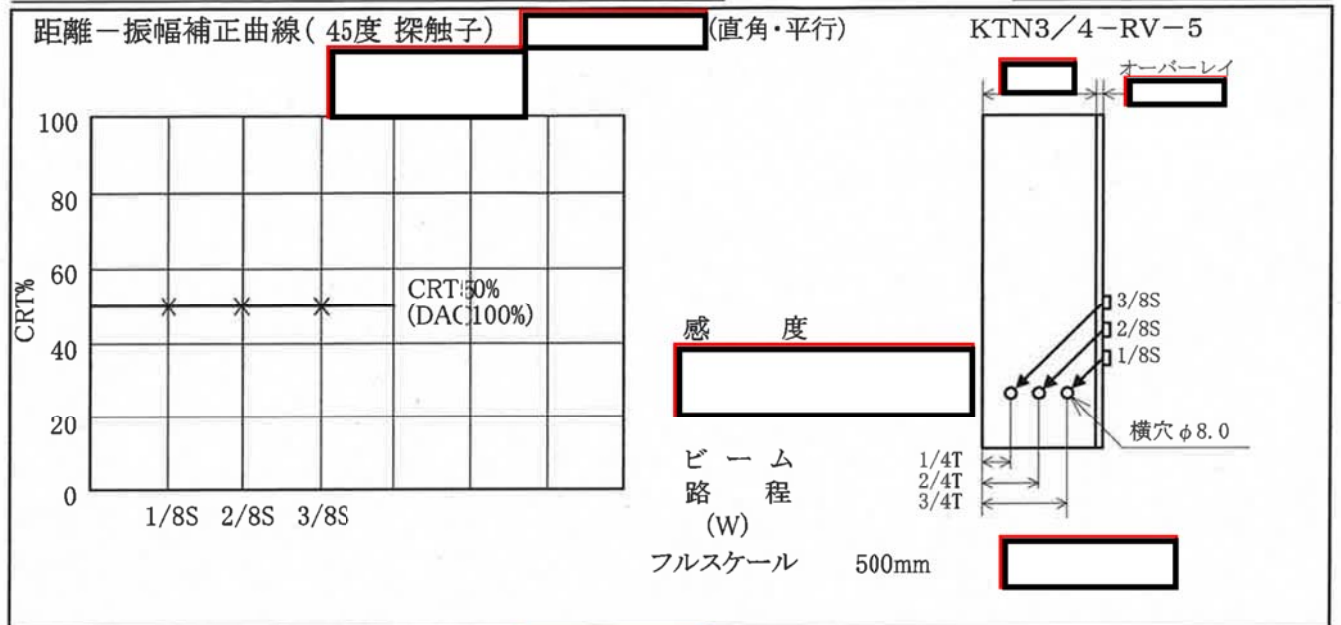 距離－振幅補正曲線( 45度 探触子)
(直角・平行)
KTN3／4－RV－5
オーバーレイ
100
80
60
40
20
0
CRT%
CRT50%
(DAC100%)
1/8S 2/8S 3/8S
感 度
ビ ー ム
路 程
(W)
フルスケール 500mm
3/8S
2/8S
1/8S
横穴φ8.0
1/4T
2/4T
3/4T